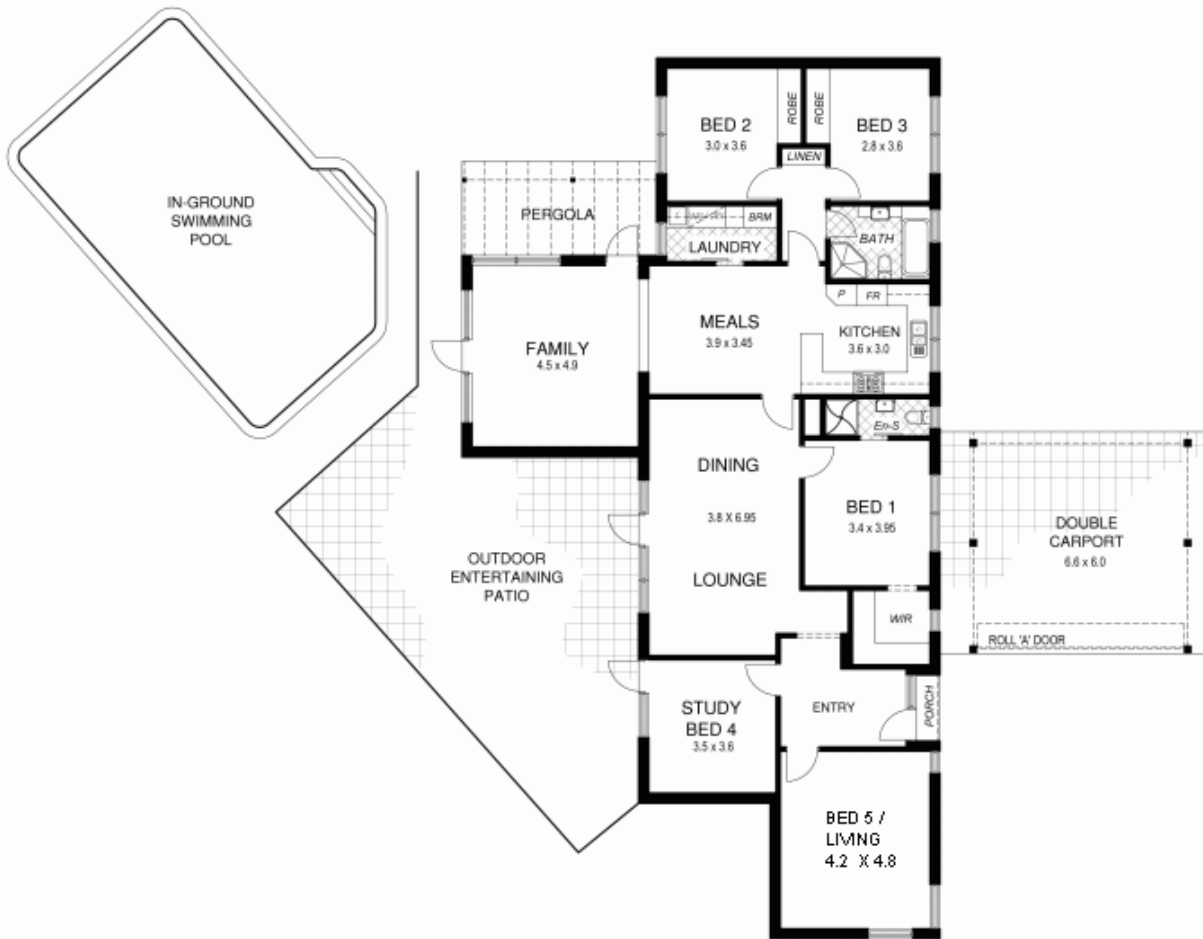 IN-GROUND
SWIMMING
POOL
BED 2
3.0 x 3.6
ROBE
ROBE
BED 3
2.8 x 3.6
LINEN
PERGOLA
BRM
LAUNDRY
BATH
P
FR
MEALS
3.9 x 3.45
KITCHEN
3.6 x 3.0
FAMILY
4.5 x 4.9
En-S
DINING
3.8 X 6.95
LOUNGE
BED 1
3.4 x 3.95
DOUBLE
CARPORT
6.6 x 6.0
OUTDOOR
ENTERTAINING
PATIO
WIR
ROLL 'A' DOOR
STUDY
BED 4
3.5 x 3.6
ENTRY
PORCH
BED 5 /
LIVING
4.2 X 4.8